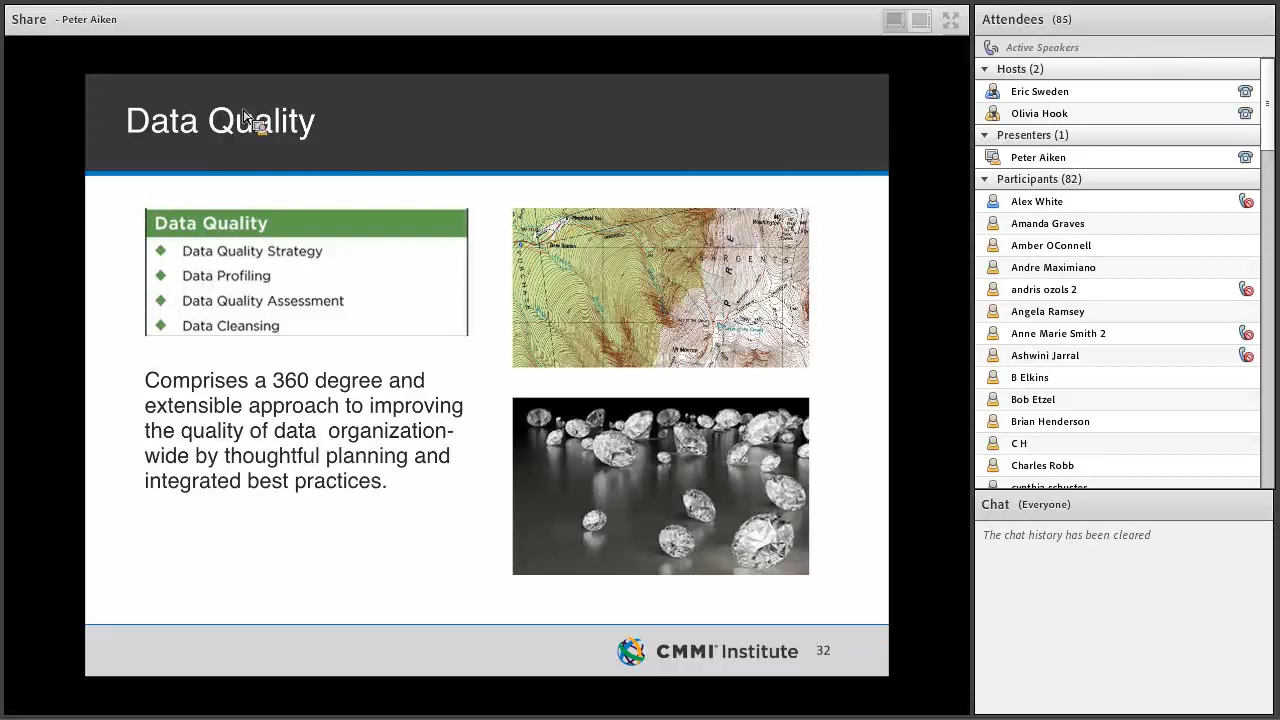 Share - Peter Aiken
Data Quality
Data Quality
Data Quality Strategy
Data Profiling
Data Quality Assessment
Data Cleansing
Comprises a 360 degree and
extensible approach to improving
the quality of data organization-
wide by thoughtful planning and
integrated best practices.
SARGENTS
Mt Monroe
CMMI Institute
32
Attendees (85)
Active Speakers
Hosts (2)
Eric Sweden
Olivia Hook
Presenters (1)
Peter Aiken
Participants (82)
Alex White
Amanda Graves
Amber OConnell
Andre Maximiano
andris ozols 2
Angela Ramsey
Anne Marie Smith 2
Ashwini Jarral
B Elkins
Bob Etzel
Brian Henderson
C H
Charles Robb
Chat (Everyone)
The chat history has been cleared